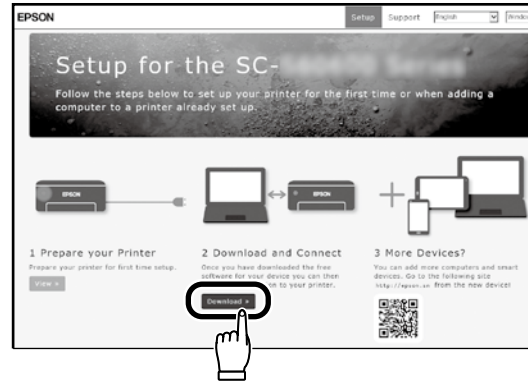 EPSON
Setup Support English Windo
Setup for the SC-
Follow the steps below to set up your printer for the first time or when adding a
computer to a printer already set up.
EPSON
EPSON
1 Prepare your Printer
Prepare your printer for first time setup.
View >
2 Download and Connect
Once you have downloaded the free
software for your device you can then
on to your printer.
Download >
3 More Devices?
You can add more computers and smart
devices. Go to the following site
http://epson.sn from the new device!